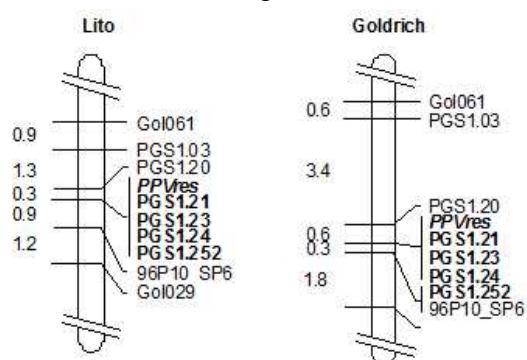 Lito
Goldrich
0.9
1.3
0.3
0.9
1.2
Gol061
PGS1.03
PGS1.20
PPVres
PGS1.21
PGS1.23
PGS1.24
PGS1.252
96P10_SP6
Gol029
0.6
3.4
0.6
0.3
1.8
Gol061
PGS1.03
PGS1.20
PPVres
PGS1.21
PGS1.23
PGS1.24
PGS1.252
96P10_SP6